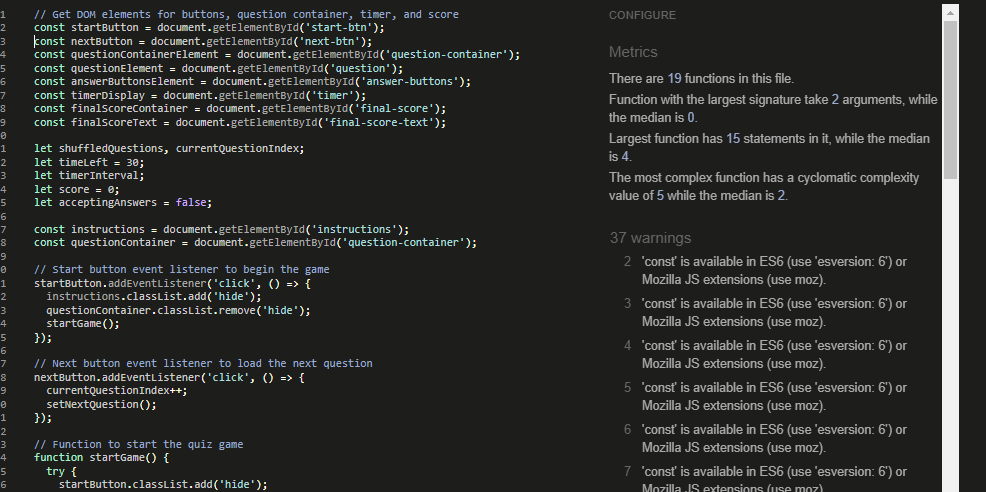 1 // Get DOM elements for buttons, question container, timer, and score
2 const startButton = document.getElementById('start-btn');
3 const nextButton = document.getElementById('next-btn');
4 const questionContainerElement = document.getElementById('question-container');
5 const questionElement = document.getElementById('question');
6 const answerButtonsElement = document.getElementById('answer-buttons');
7 const timerDisplay = document.getElementById('timer');
8 const finalScoreContainer = document.getElementById('final-score');
9 const finalScoreText = document.getElementById('final-score-text');
0
1 let shuffledQuestions, currentQuestionIndex;
2 let timeLeft = 30;
3 let timerInterval;
4 let score = 0;
5 let acceptingAnswers = false;
6
7 const instructions = document.getElementById('instructions');
8 const questionContainer = document.getElementById('question-container');
9
0 // Start button event listener to begin the game
1 startButton.addEventListener('click', () => {
2 instructions.classList.add('hide');
3 questionContainer.classList.remove('hide');
4 startGame();
5 });
6
7 // Next button event listener to load the next question
8 nextButton.addEventListener('click', () => {
9 currentQuestionIndex++;
0 setNextQuestion();
1 });
2
3 // Function to start the quiz game
4 function startGame() {
5 try {
6 startButton.classList.add('hide');
CONFIGURE
Metrics
There are 19 functions in this file.
Function with the largest signature take 2 arguments, while
the median is 0.
Largest function has 15 statements in it, while the median
is 4.
The most complex function has a cyclomatic complexity
value of 5 while the median is 2.
37 warnings
2 'const' is available in ES6 (use 'esversion: 6') or
Mozilla JS extensions (use moz).
3 'const' is available in ES6 (use 'esversion: 6') or
Mozilla JS extensions (use moz).
4 'const' is available in ES6 (use 'esversion: 6') or
Mozilla JS extensions (use moz).
5 'const' is available in ES6 (use 'esversion: 6') or
Mozilla JS extensions (use moz).
6 'const' is available in ES6 (use 'esversion: 6') or
Mozilla JS extensions (use moz).
7 'const' is available in ES6 (use 'esversion: 6') or
Mozilla JS extensions (use moz).